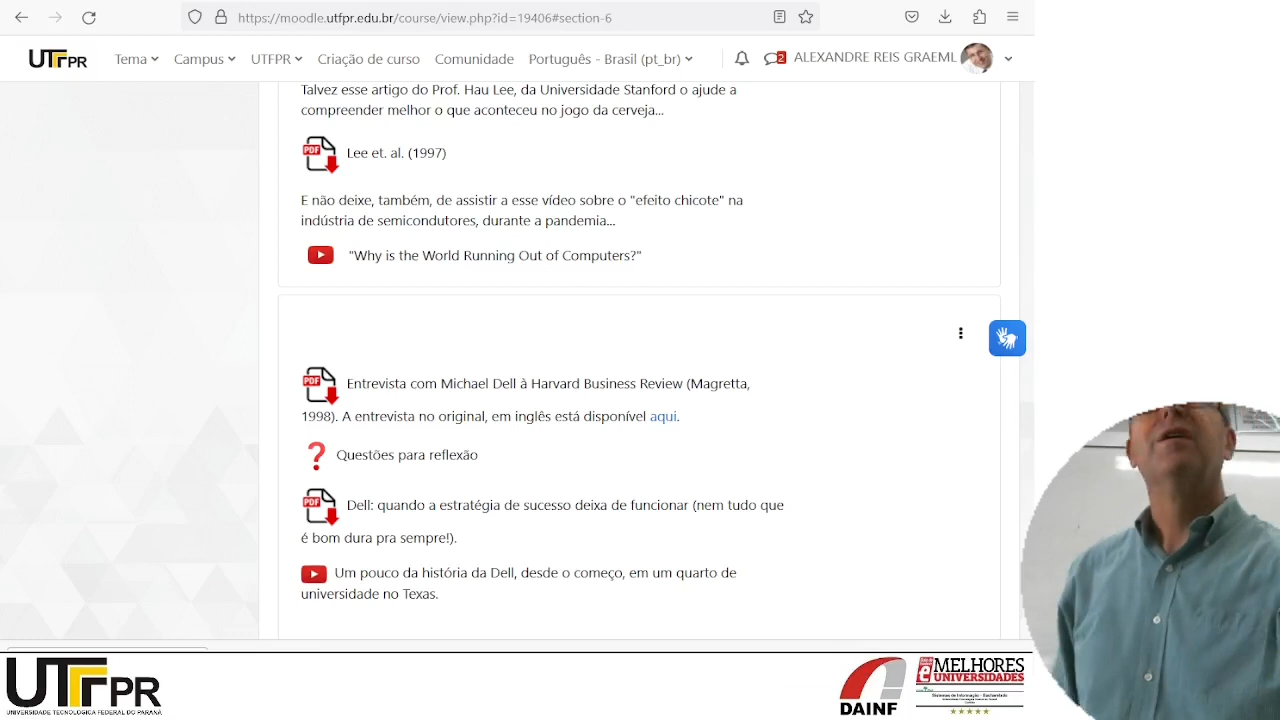 https://moodle.utfpr.edu.br/course/view.php?id=19406#section-6
UTFPR Tema Campus UTFPR Criação de curso Comunidade Português - Brasil (pt_br) 2 ALEXANDRE REIS GRAEML
Talvez esse artigo do Prof. Hau Lee, da Universidade Stanford o ajude a
compreender melhor o que aconteceu no jogo da cerveja...
PDF Lee et. al. (1997)
E não deixe, também, de assistir a esse vídeo sobre o "efeito chicote" na
indústria de semicondutores, durante a pandemia...
"Why is the World Running Out of Computers?"
PDF Entrevista com Michael Dell à Harvard Business Review (Magretta,
1998). A entrevista no original, em inglês está disponível aqui.
Questões para reflexão
PDF Dell: quando a estratégia de sucesso deixa de funcionar (nem tudo que
é bom dura pra sempre!).
Um pouco da história da Dell, desde o começo, em um quarto de
universidade no Texas.
UTFPR
UNIVERSIDADE TECNOLÓGICA FEDERAL DO PARANÁ
DAINF
MELHORES
UNIVERSIDADES
Sistemas de Informação - Bacharelado